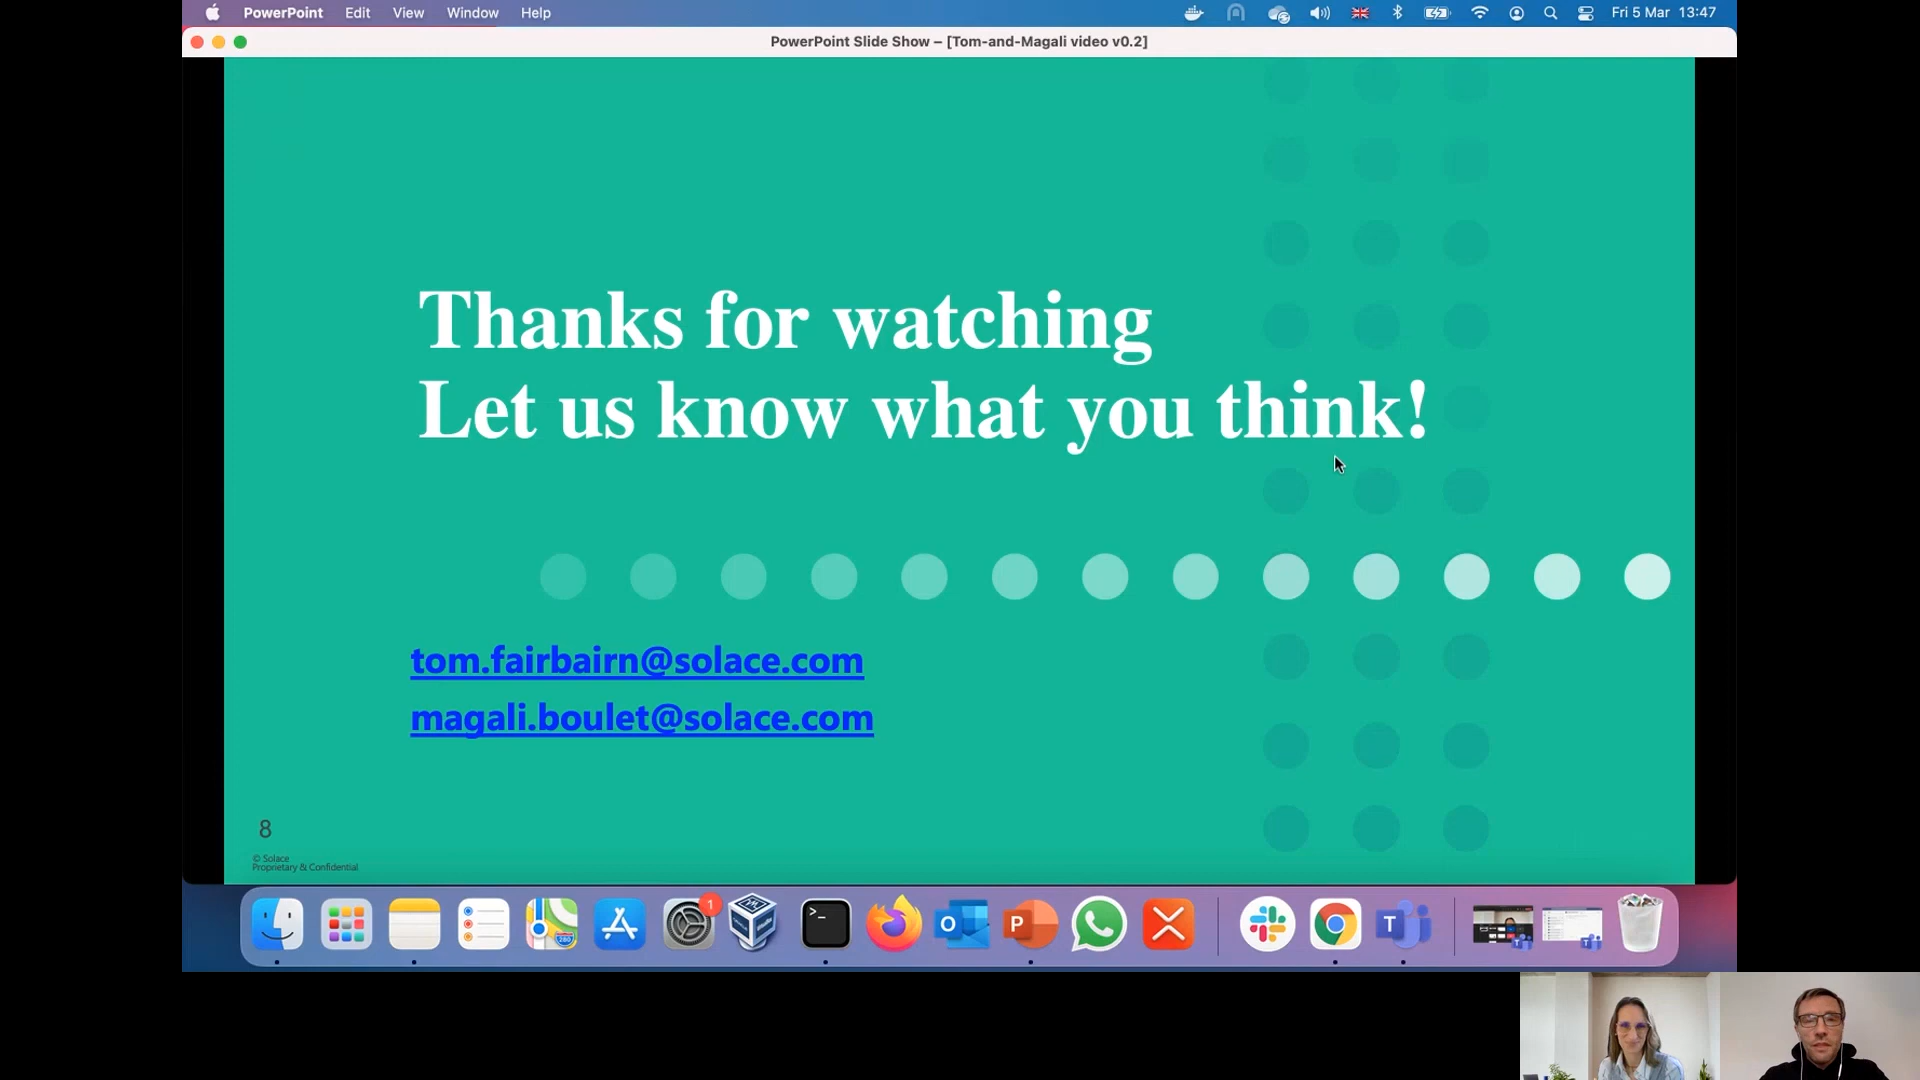 PowerPoint Edit View Window Help Fri 5 Mar 13:47
PowerPoint Slide Show – [Tom-and-Magali video v0.2]
Thanks for watching
Let us know what you think!
tom.fairbairn@solace.com
magali.boulet@solace.com
8
© Solace
Proprietary & Confidential
1